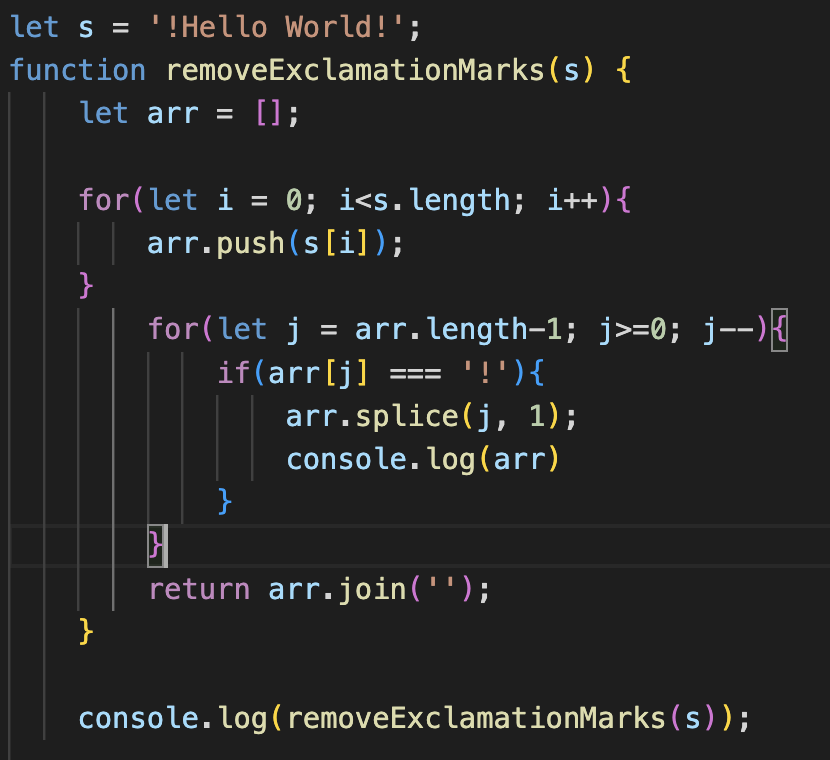 let s = '!Hello World!';
function removeExclamationMarks(s) {
let arr = [];
for(let i = 0; i<s.length; i++){
arr.push(s[i]);
}
for(let j = arr.length-1; j>=0; j--){
if(arr[j] === '!'){
arr.splice(j, 1);
console.log(arr)
}
}
return arr.join('');
}
console.log(removeExclamationMarks(s));